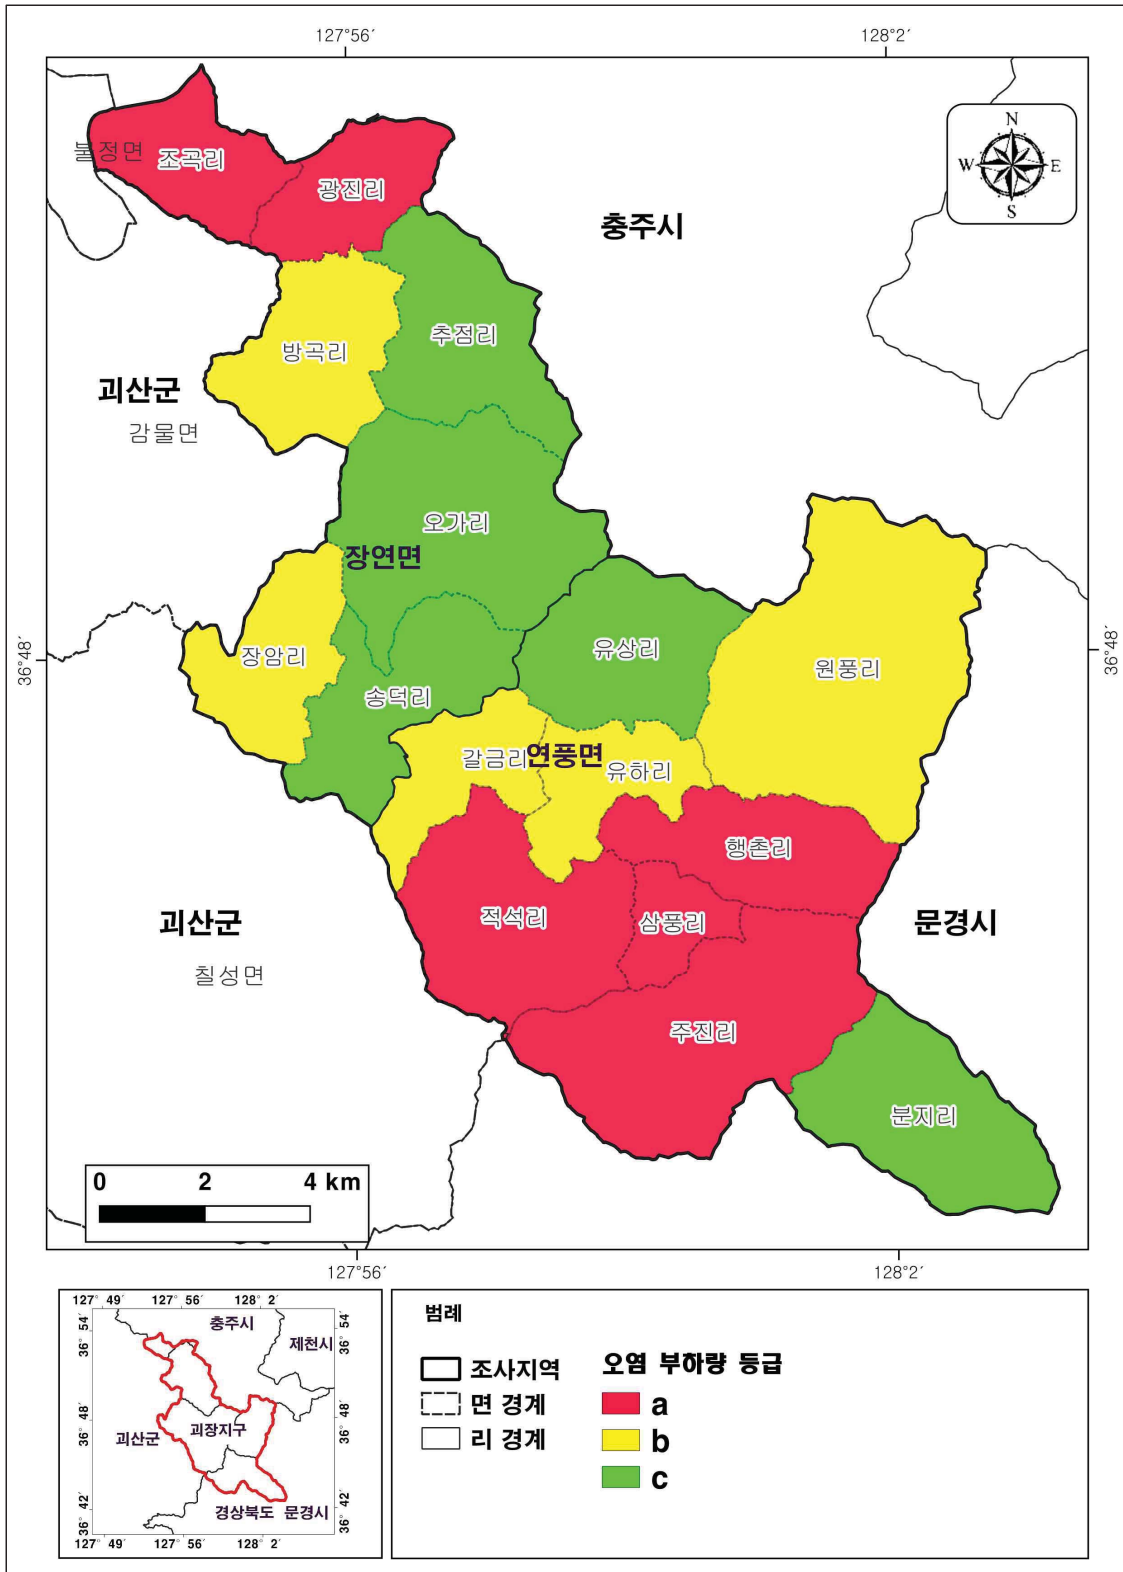 127°56´ 128°2´
N
W E
S
불정면 조곡리
광진리
충주시
추점리
방곡리
괴산군
감물면
오가리
장연면
36°48´ 36°48´
장암리 유상리 원풍리
송덕리
갈금리 연풍면 유하리
행촌리
적석리 삼풍리
괴산군 문경시
칠성면
주진리
분지리
0 2 4 km
127°56´ 128°2´
127° 49´ 127° 56´ 128° 2´
36° 54´ 36° 54´
충주시
제천시
36° 48´ 36° 48´
괴산군 괴장지구
경상북도 문경시
36° 42´ 36° 42´
127° 49´ 127° 56´ 128° 2´
범례
조사지역
면 경계
리 경계
오염 부하량 등급
a
b
c